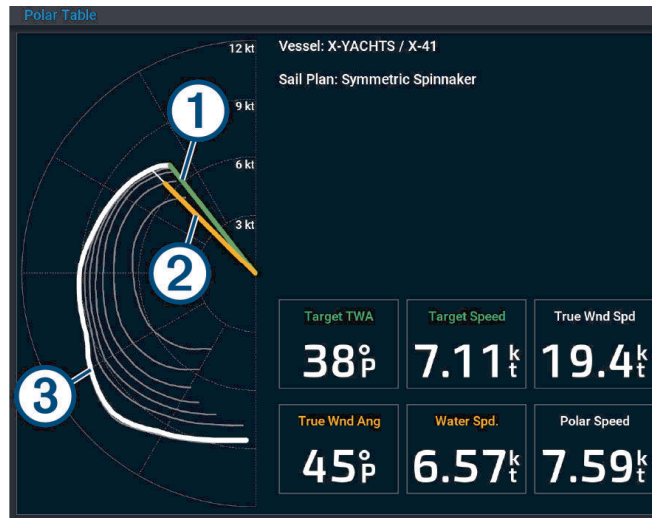 Polar Table
12 kt
9 kt
6 kt
3 kt
1
2
3
Vessel: X-YACHTS / X-41
Sail Plan: Symmetric Spinnaker
Target TWA
38°P
Target Speed
7.11kt
True Wnd Spd
19.4kt
True Wnd Ang
45°P
Water Spd.
6.57kt
Polar Speed
7.59kt